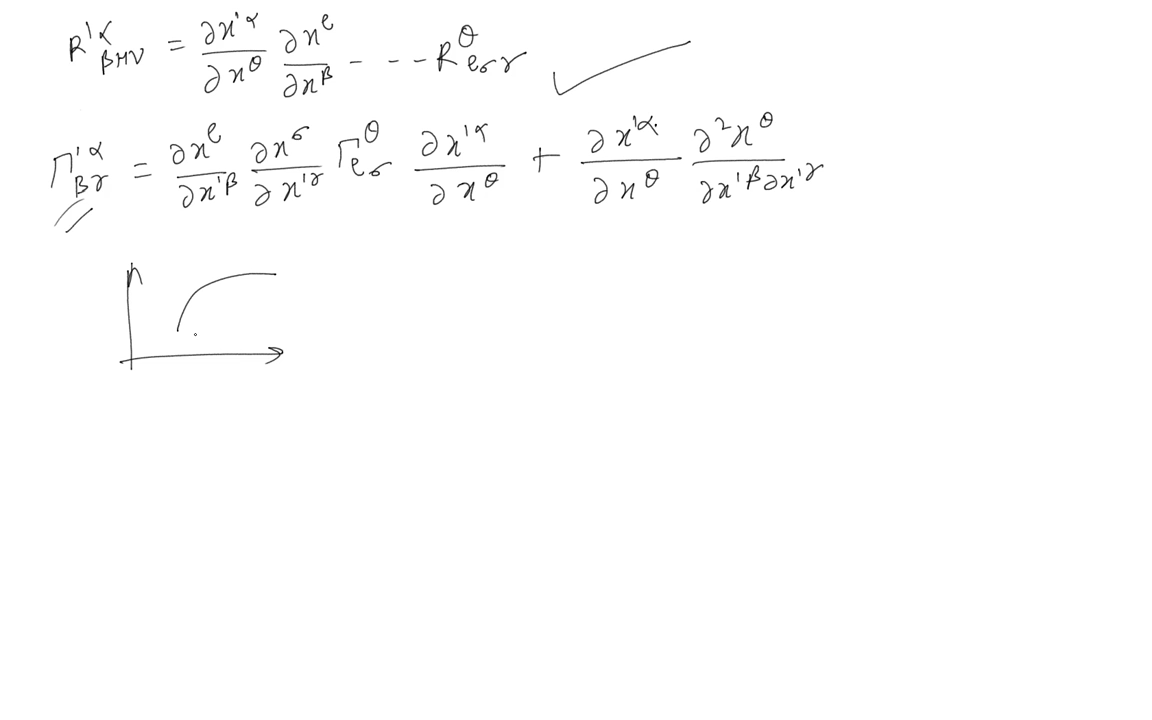 R'^α_βμν = ∂x'^α/∂x^θ ∂x^ρ/∂x^β - - - R^θ_ρσγ
Γ'^α_βγ = ∂x^ρ/∂x'^β ∂x^σ/∂x'^γ Γ^θ_ρσ ∂x'^α/∂x^θ + ∂x'^α/∂x^θ ∂²x^θ/∂x'^β∂x'^γ